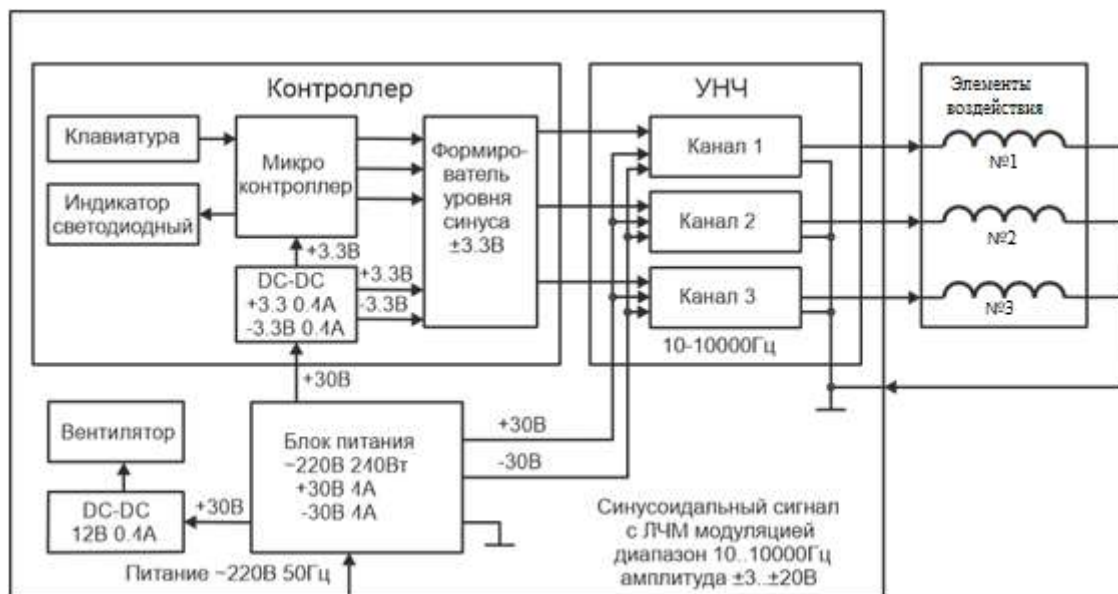 Контроллер
УНЧ
Элементы
воздействия
Клавиатура
Микро
контроллер
Формиро-
ватель
уровня
синуса
±3.3В
Индикатор
светодиодный
Канал 1
Канал 2
Канал 3
10-10000Гц
№1
№2
№3
+3.3В
DC-DC
+3.3 0.4А
-3.3В 0.4А
+3.3В
-3.3В
+30В
Вентилятор
DC-DC
12В 0.4А
+30В
Блок питания
~220В 240Вт
+30В 4А
-30В 4А
+30В
-30В
Питание ~220В 50Гц
Синусоидальный сигнал
с ЛЧМ модуляцией
диапазон 10..10000Гц
амплитуда ±3..±20В